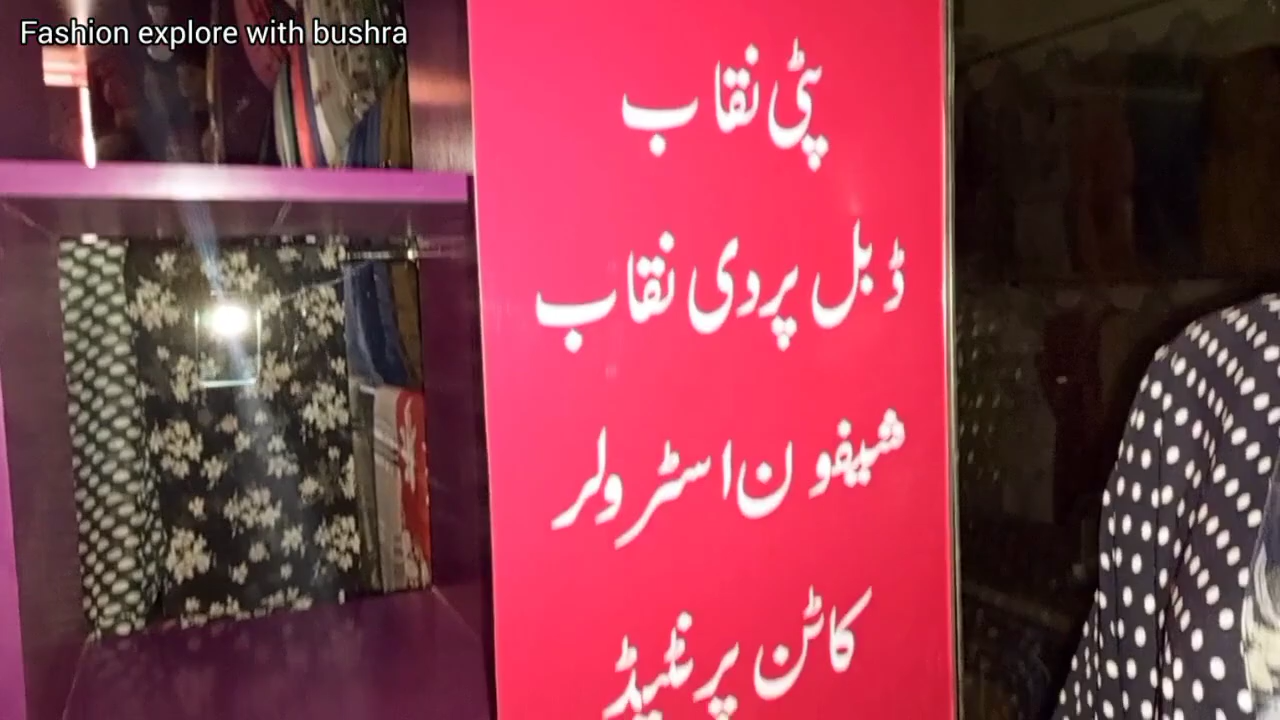 Fashion explore with bushra
پٹی نقاب
ڈبل پردی نقاب
شیفون اسٹرولر
کاٹن پرنٹیڈ